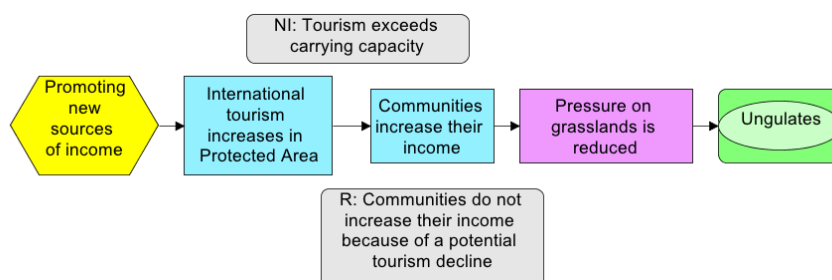 NI: Tourism exceeds
carrying capacity
Promoting
new
sources
of income
International
tourism
increases in
Protected Area
Communities
increase their
income
Pressure on
grasslands is
reduced
Ungulates
R: Communities do not
increase their income
because of a potential
tourism decline